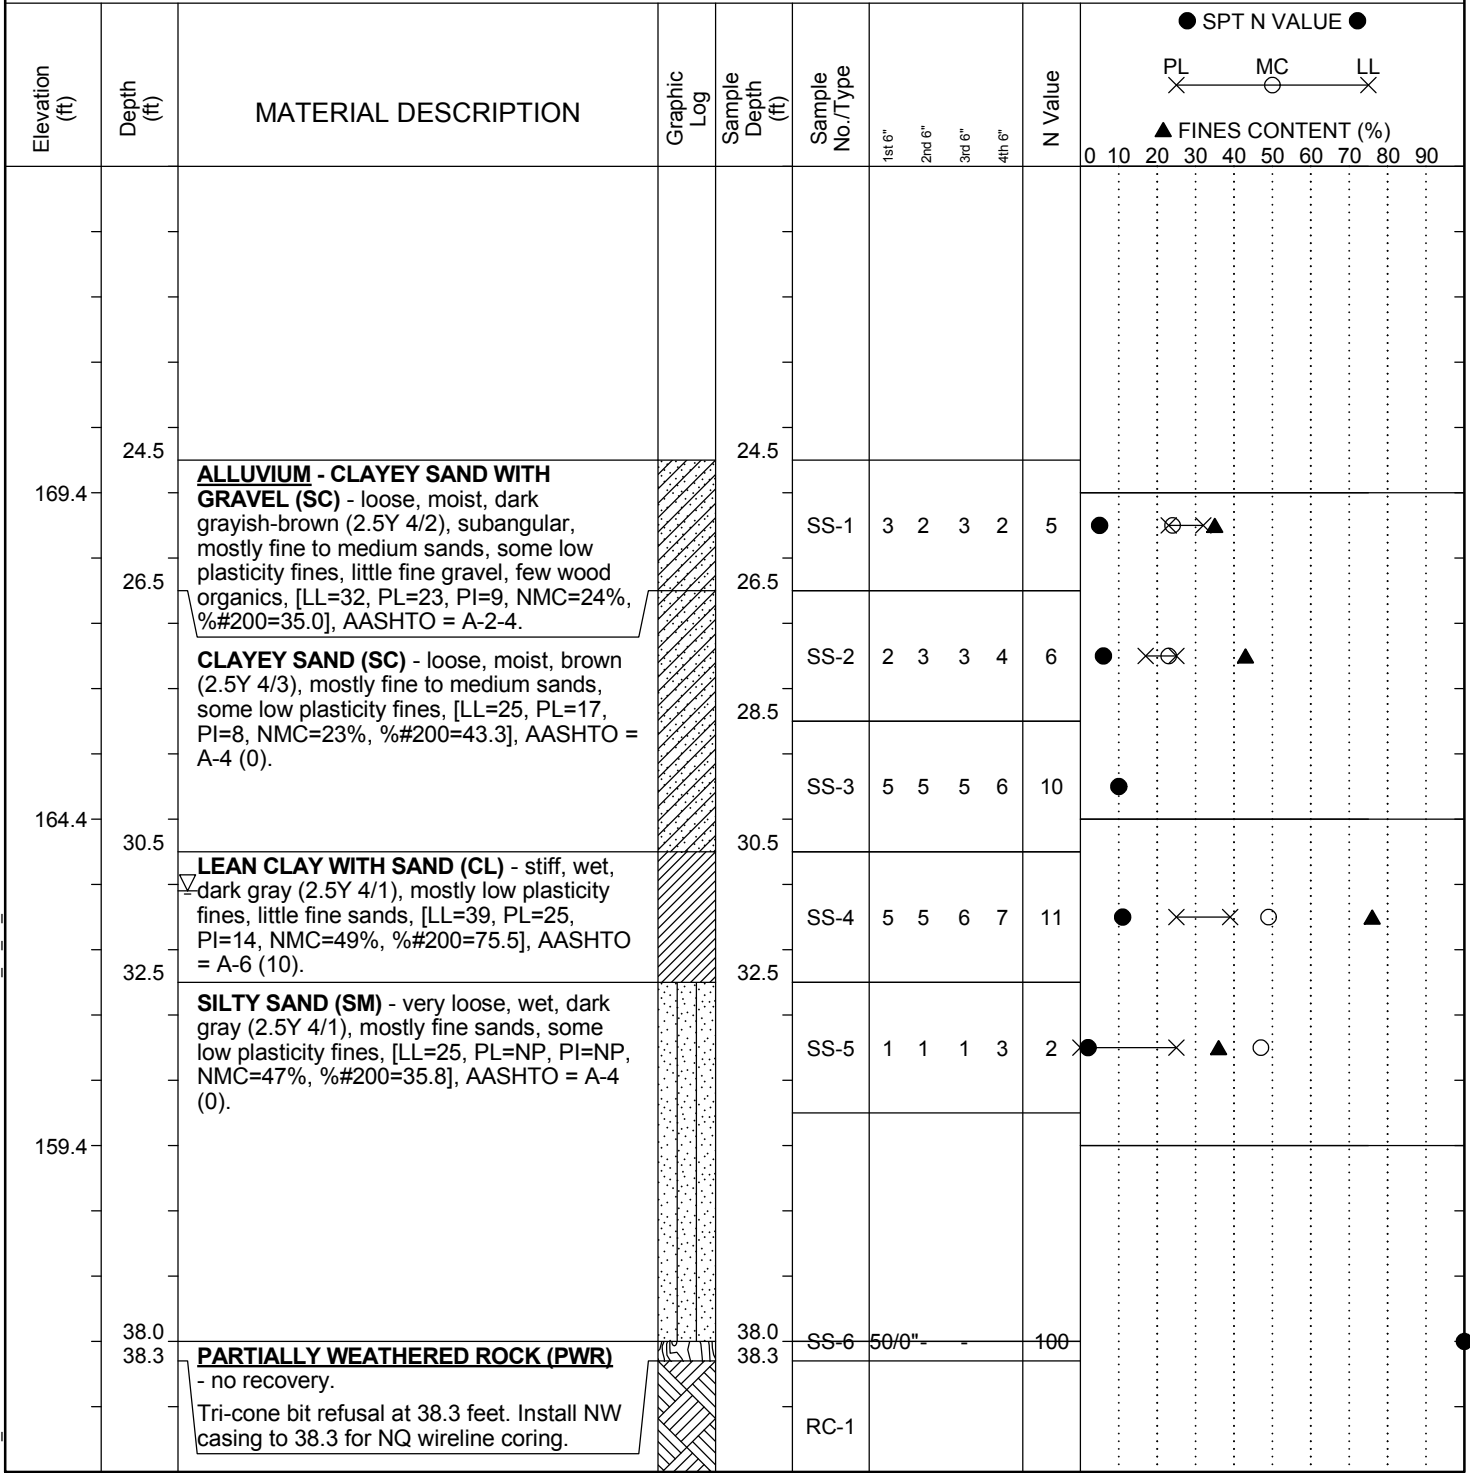 ● SPT N VALUE ●
PL MC LL
▲ FINES CONTENT (%)
0 10 20 30 40 50 60 70 80 90
Elevation
(ft)
Depth
(ft)
MATERIAL DESCRIPTION
Graphic
Log
Sample
Depth
(ft)
Sample
No./Type
1st 6"
2nd 6"
3rd 6"
4th 6"
N Value
24.5 24.5
ALLUVIUM - CLAYEY SAND WITH
169.4
GRAVEL (SC) - loose, moist, dark
grayish-brown (2.5Y 4/2), subangular,
mostly fine to medium sands, some low
plasticity fines, little fine gravel, few wood
organics, [LL=32, PL=23, PI=9, NMC=24%,
%#200=35.0], AASHTO = A-2-4.
SS-1 3 2 3 2 5
26.5 26.5
CLAYEY SAND (SC) - loose, moist, brown
(2.5Y 4/3), mostly fine to medium sands,
some low plasticity fines, [LL=25, PL=17,
PI=8, NMC=23%, %#200=43.3], AASHTO =
A-4 (0).
SS-2 2 3 3 4 6
28.5
SS-3 5 5 5 6 10
164.4
30.5 30.5
LEAN CLAY WITH SAND (CL) - stiff, wet,
dark gray (2.5Y 4/1), mostly low plasticity
fines, little fine sands, [LL=39, PL=25,
PI=14, NMC=49%, %#200=75.5], AASHTO
= A-6 (10).
SS-4 5 5 6 7 11
32.5 32.5
SILTY SAND (SM) - very loose, wet, dark
gray (2.5Y 4/1), mostly fine sands, some
low plasticity fines, [LL=25, PL=NP, PI=NP,
NMC=47%, %#200=35.8], AASHTO = A-4
(0).
SS-5 1 1 1 3 2
159.4
38.0 38.0
SS-6 50/0" - - 100
38.3 38.3
PARTIALLY WEATHERED ROCK (PWR)
- no recovery.
Tri-cone bit refusal at 38.3 feet. Install NW
casing to 38.3 for NQ wireline coring.
RC-1